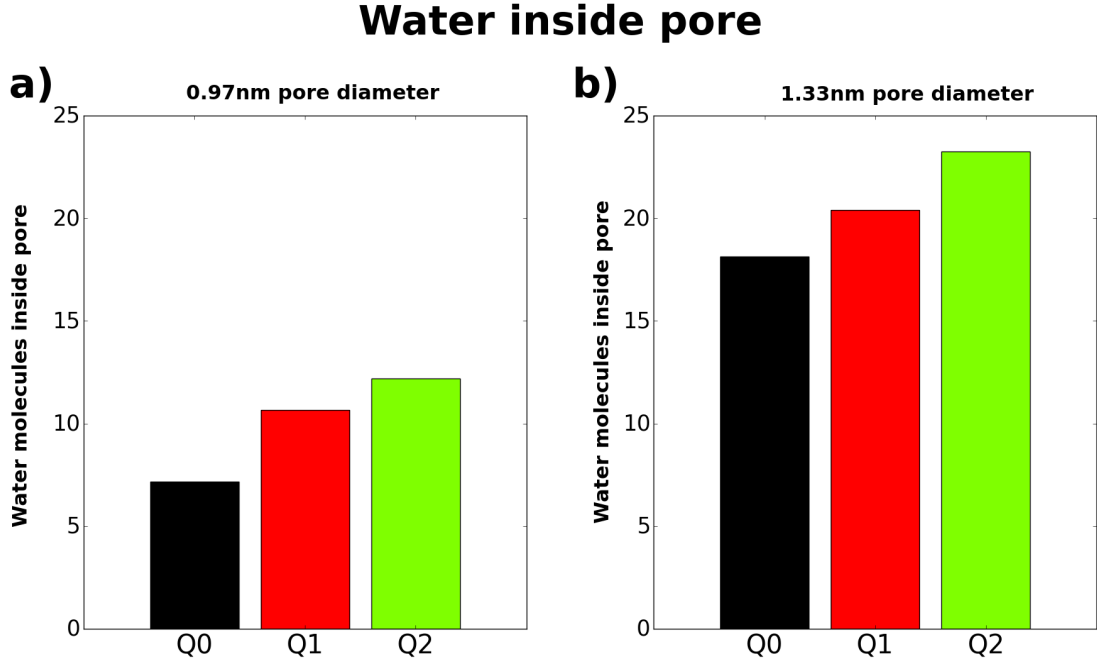 Water inside pore
a)
0.97nm pore diameter
Water molecules inside pore
25
20
15
10
5
0
Q0 Q1 Q2
b)
1.33nm pore diameter
Water molecules inside pore
25
20
15
10
5
0
Q0 Q1 Q2